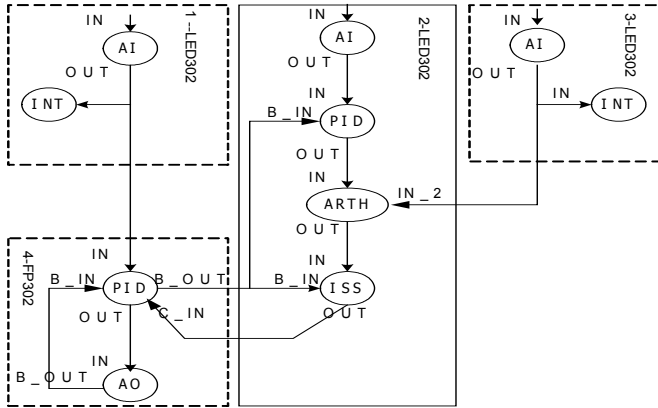 IN
AI
OUT
INT
1--LED302
IN
AI
OUT
2-LED302
IN
B_IN
PID
OUT
IN
ARTH
IN_2
OUT
IN
B_IN
ISS
OUT
IN
AI
OUT
3-LED302
IN
INT
4-FP302
IN
B_IN
PID
B_OUT
OUT
C_IN
IN
B_OUT
AO